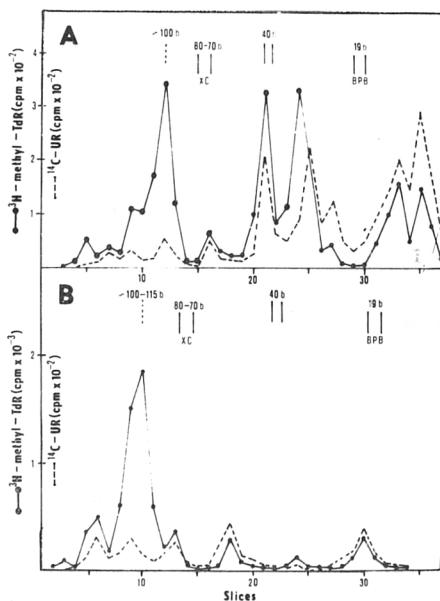 A
~100 b
80-70 b
XC
40 b
19 b
BPB
4
3
2
1
³H-methyl-TdR(cpm x 10⁻²)
¹⁴C-UR(cpm x 10⁻²)
10
20
30
B
~100-115 b
80-70 b
XC
40 b
19 b
BPB
2
1
³H-methyl-TdR(cpm x 10⁻³)
¹⁴C-UR(cpm x 10⁻²)
10
20
30
Slices